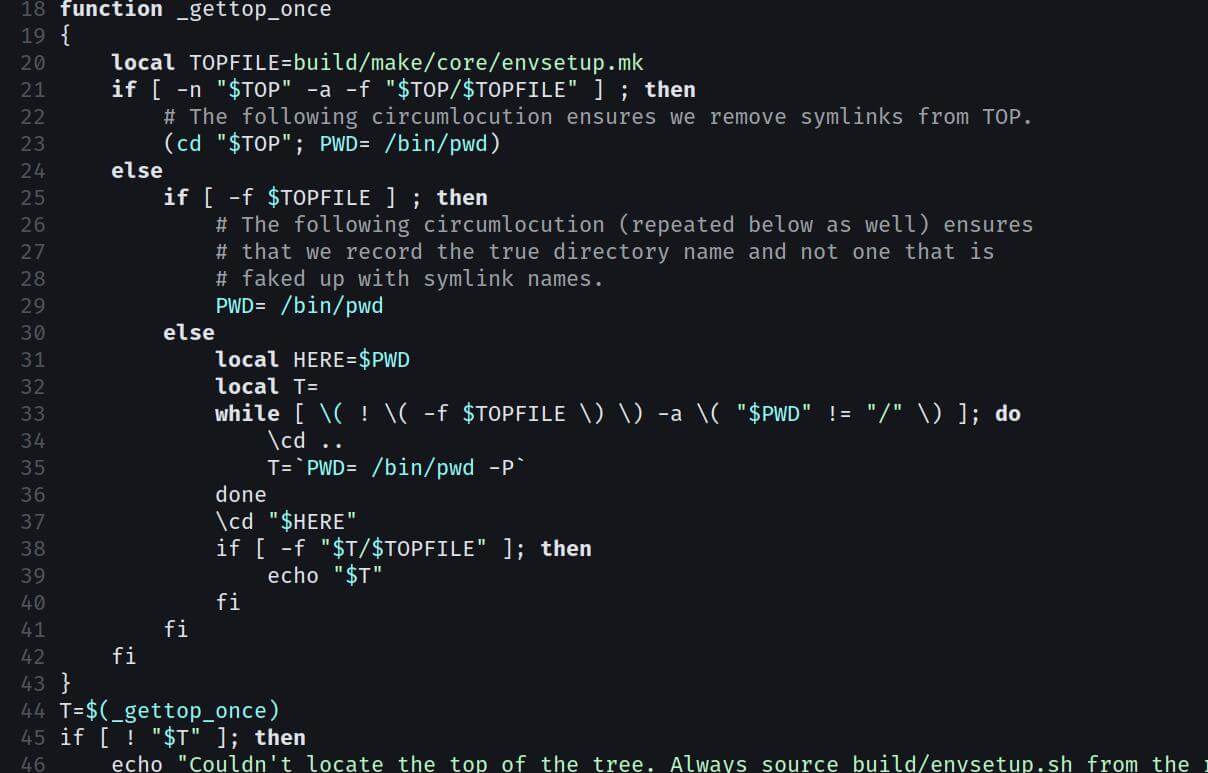 18 function _gettop_once
19 {
20     local TOPFILE=build/make/core/envsetup.mk
21     if [ -n "$TOP" -a -f "$TOP/$TOPFILE" ] ; then
22         # The following circumlocution ensures we remove symlinks from TOP.
23         (cd "$TOP"; PWD= /bin/pwd)
24     else
25         if [ -f $TOPFILE ] ; then
26             # The following circumlocution (repeated below as well) ensures
27             # that we record the true directory name and not one that is
28             # faked up with symlink names.
29             PWD= /bin/pwd
30         else
31             local HERE=$PWD
32             local T=
33             while [ \( ! \( -f $TOPFILE \) \) -a \( "$PWD" != "/" \) ]; do
34                 \cd ..
35                 T=`PWD= /bin/pwd -P`
36             done
37             \cd "$HERE"
38             if [ -f "$T/$TOPFILE" ]; then
39                 echo "$T"
40             fi
41         fi
42     fi
43 }
44 T=$(_gettop_once)
45 if [ ! "$T" ]; then
46     echo "Couldn't locate the top of the tree. Always source build/envsetup.sh from the